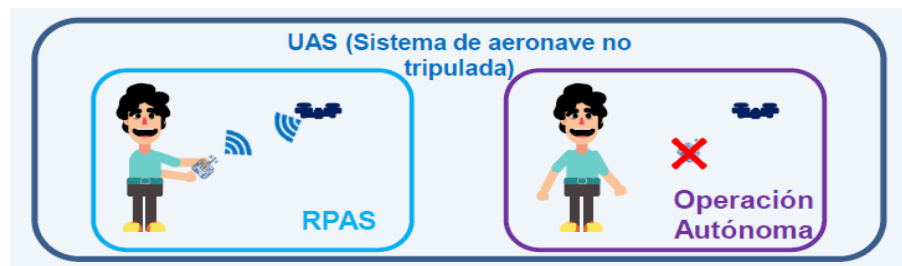 UAS (Sistema de aeronave no
tripulada)
RPAS
Operación
Autónoma